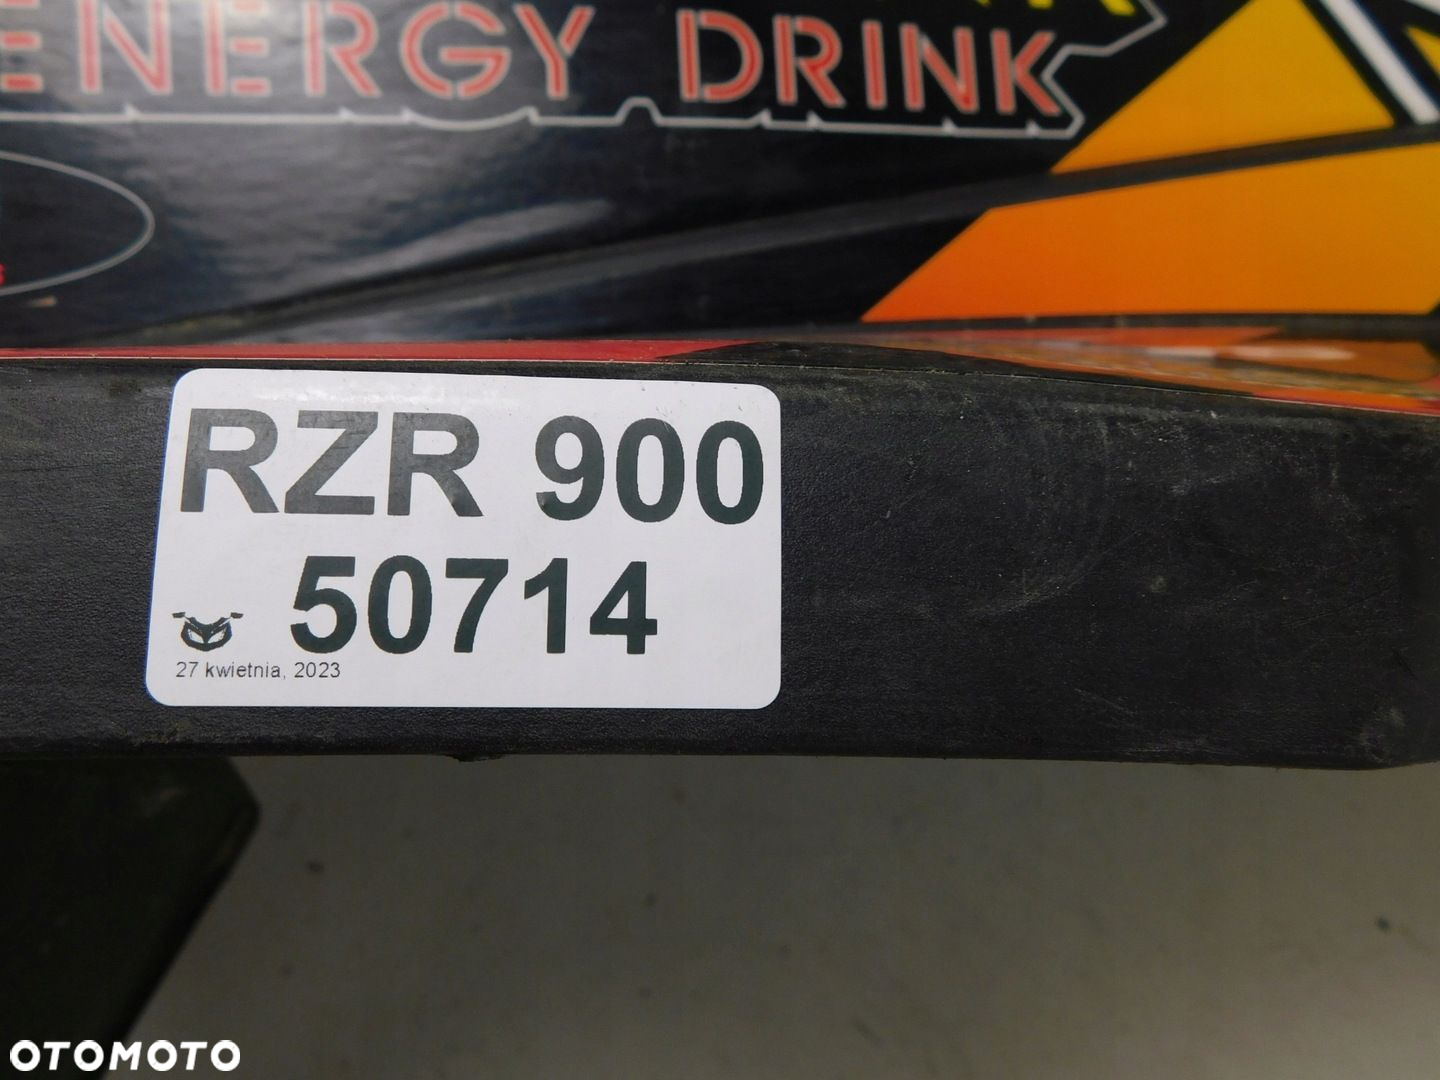 ENERGY DRINK
RZR 900
50714
27 kwietnia, 2023
OTOMOTO